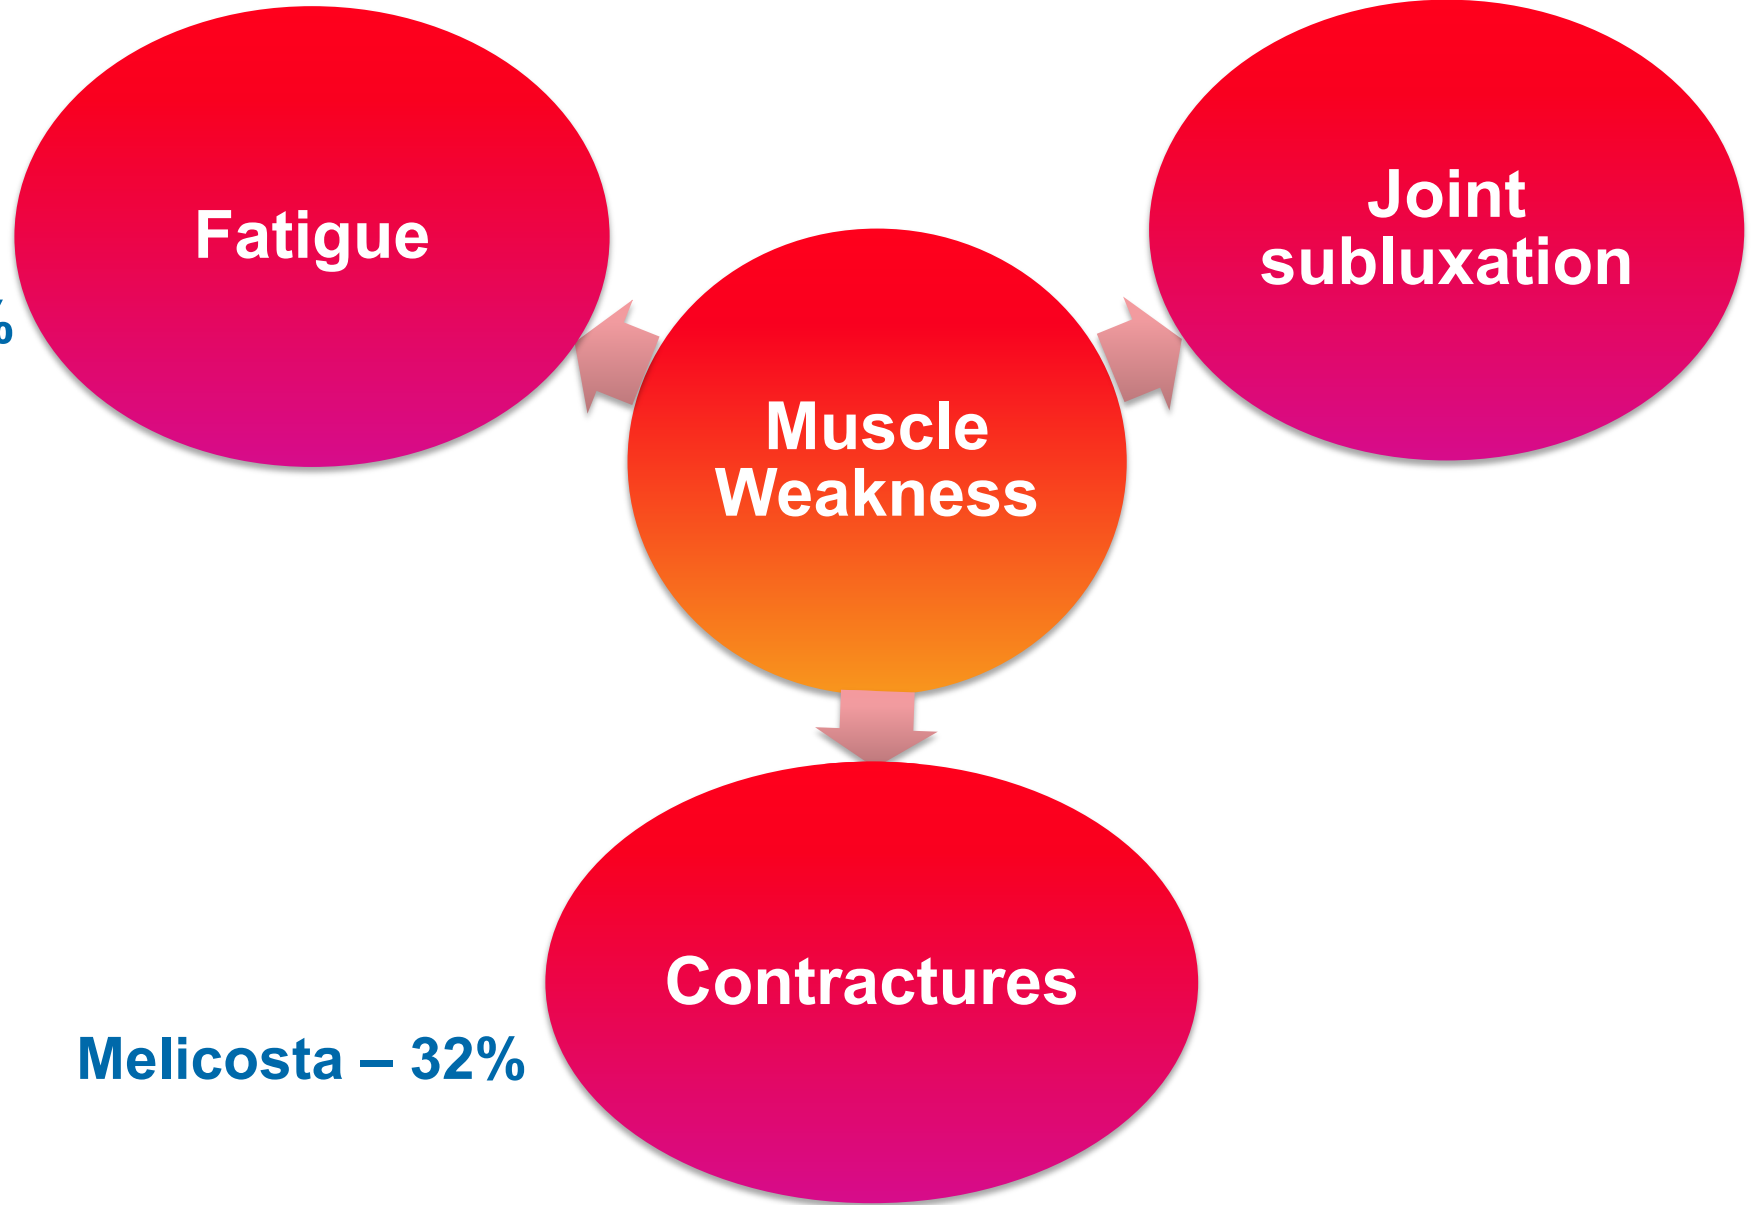 Fatigue
%
Joint
subluxation
Muscle
Weakness
Contractures
Melicosta – 32%